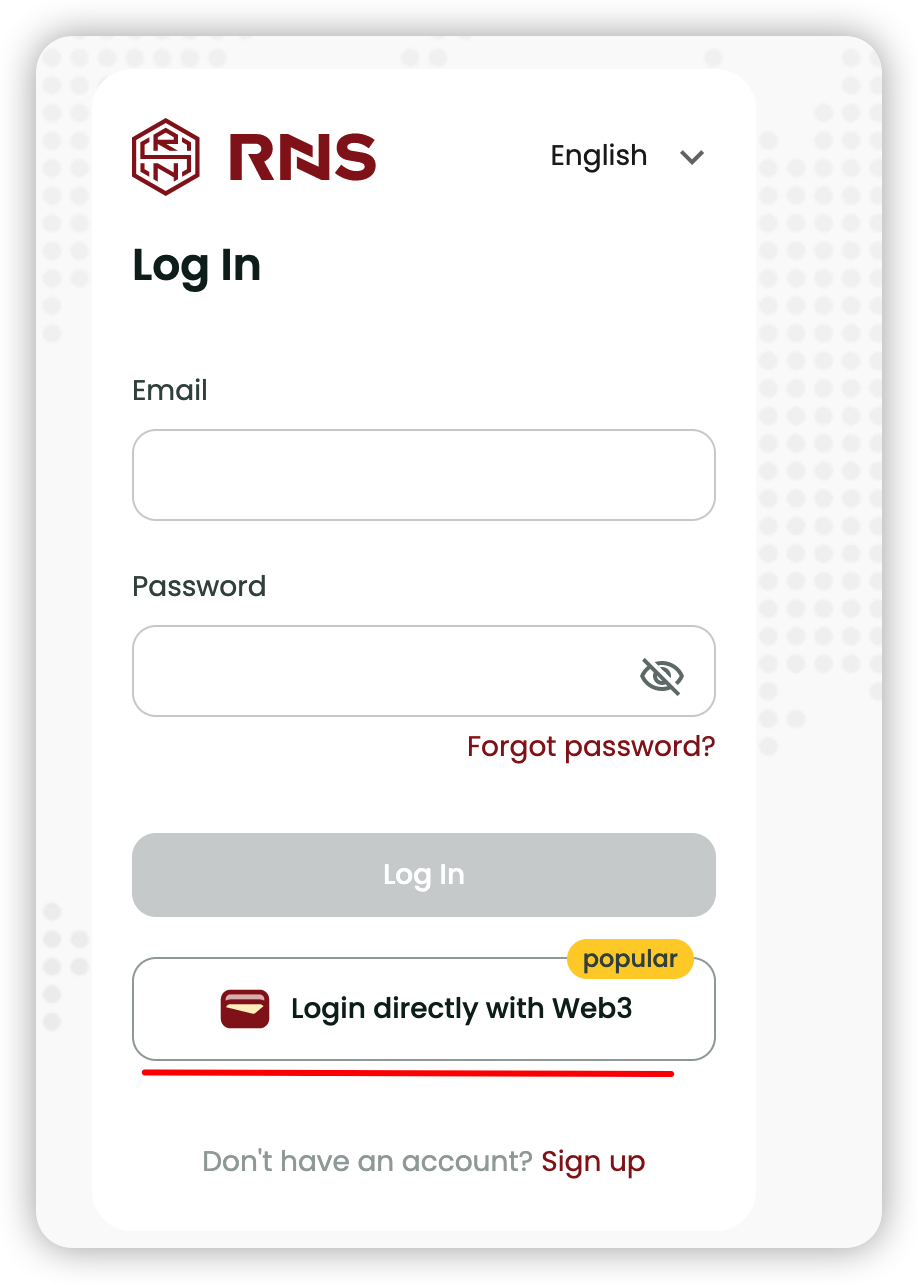 RNS
English
Log In
Email
Password
Forgot password?
Log In
popular
Login directly with Web3
Don't have an account? Sign up